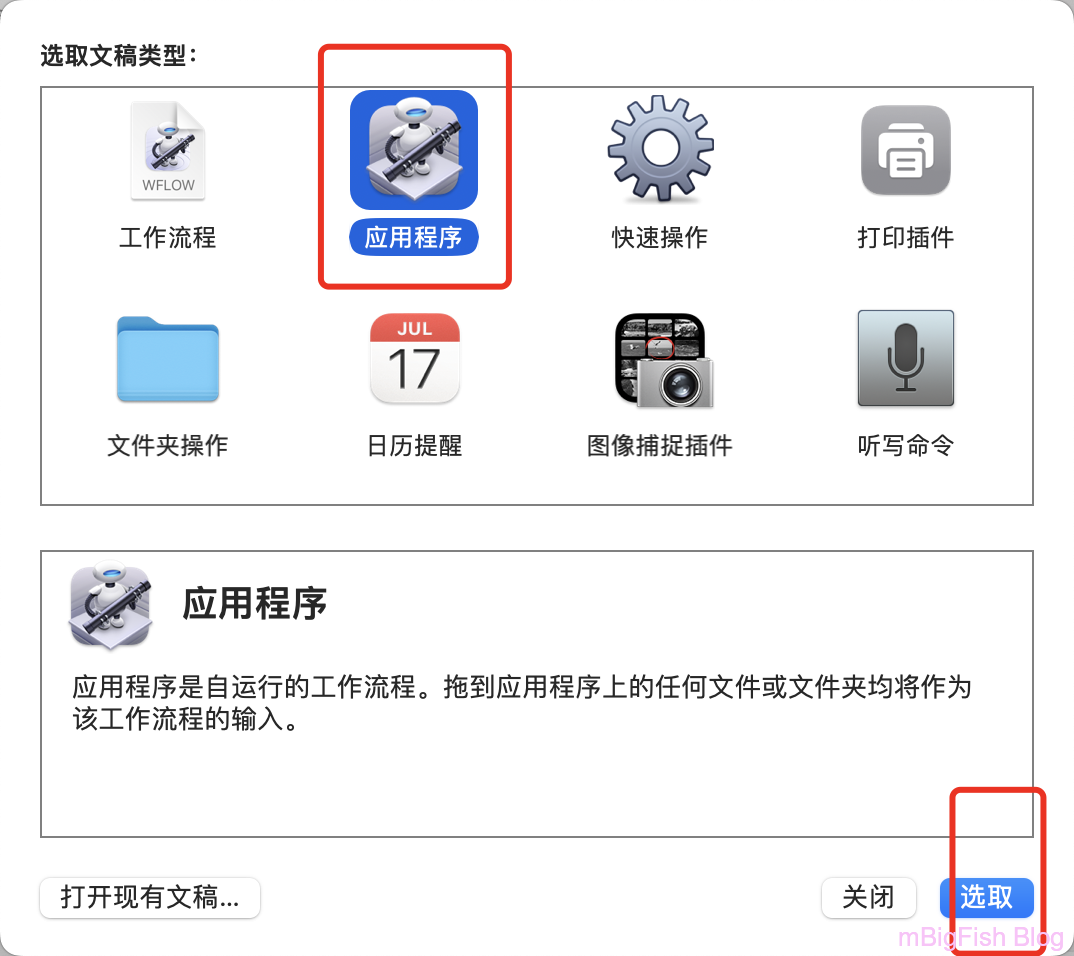 选取文稿类型：
WFLOW
工作流程
应用程序
快速操作
打印插件
JUL
17
文件夹操作
日历提醒
图像捕捉插件
听写命令
应用程序
应用程序是自运行的工作流程。拖到应用程序上的任何文件或文件夹均将作为
该工作流程的输入。
打开现有文稿...
关闭
选取
mBigFish Blog